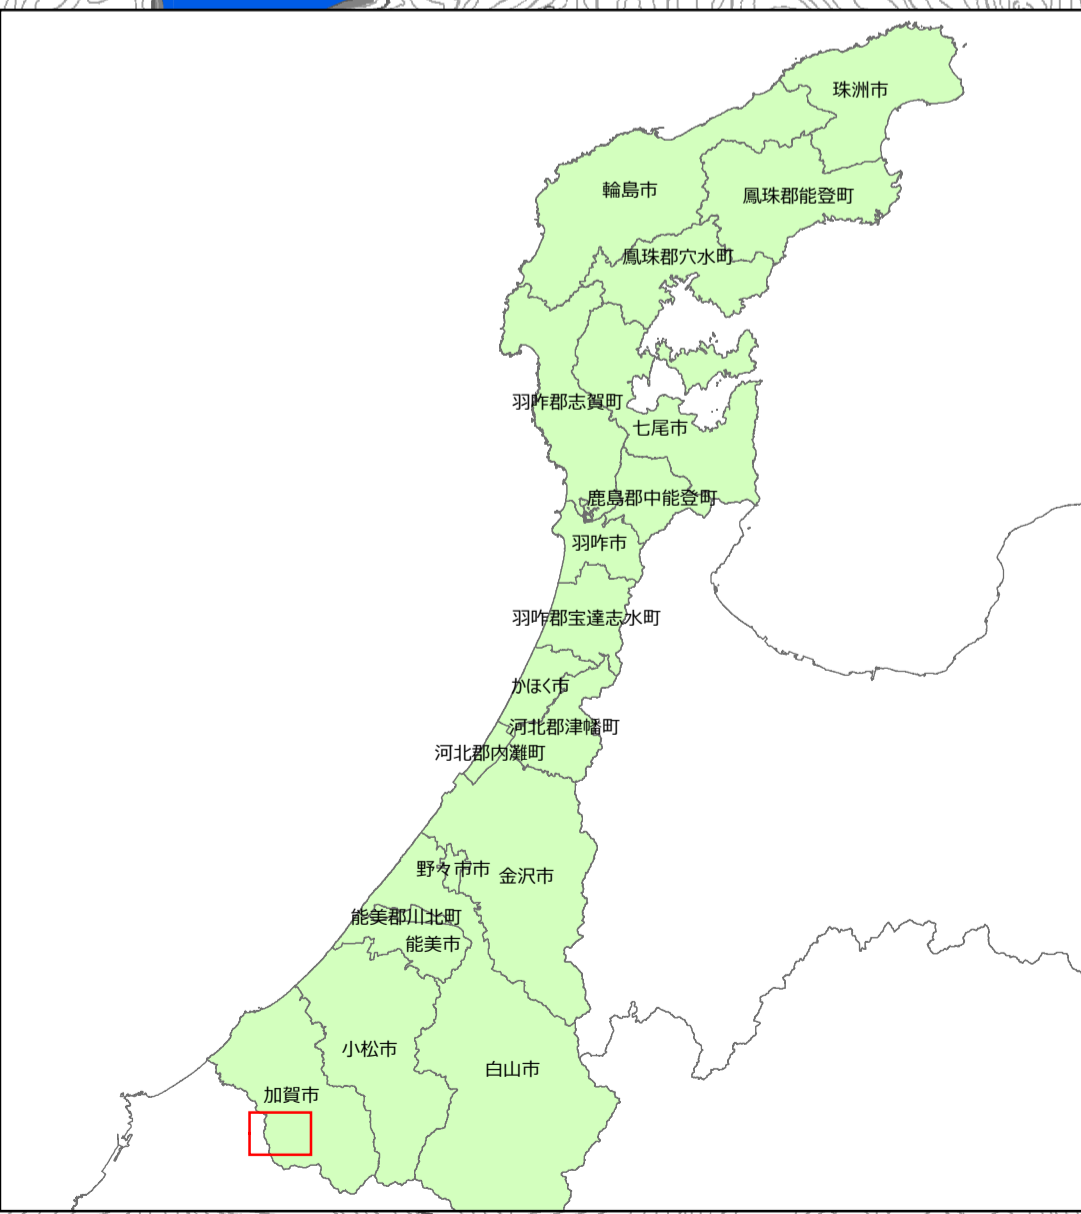 珠洲市
輪島市
鳳珠郡能登町
鳳珠郡穴水町
羽咋郡志賀町
七尾市
鹿島郡中能登町
羽咋市
羽咋郡宝達志水町
かほく市
河北郡津幡町
河北郡内灘町
野々市市
金沢市
能美郡川北町
能美市
小松市
白山市
加賀市